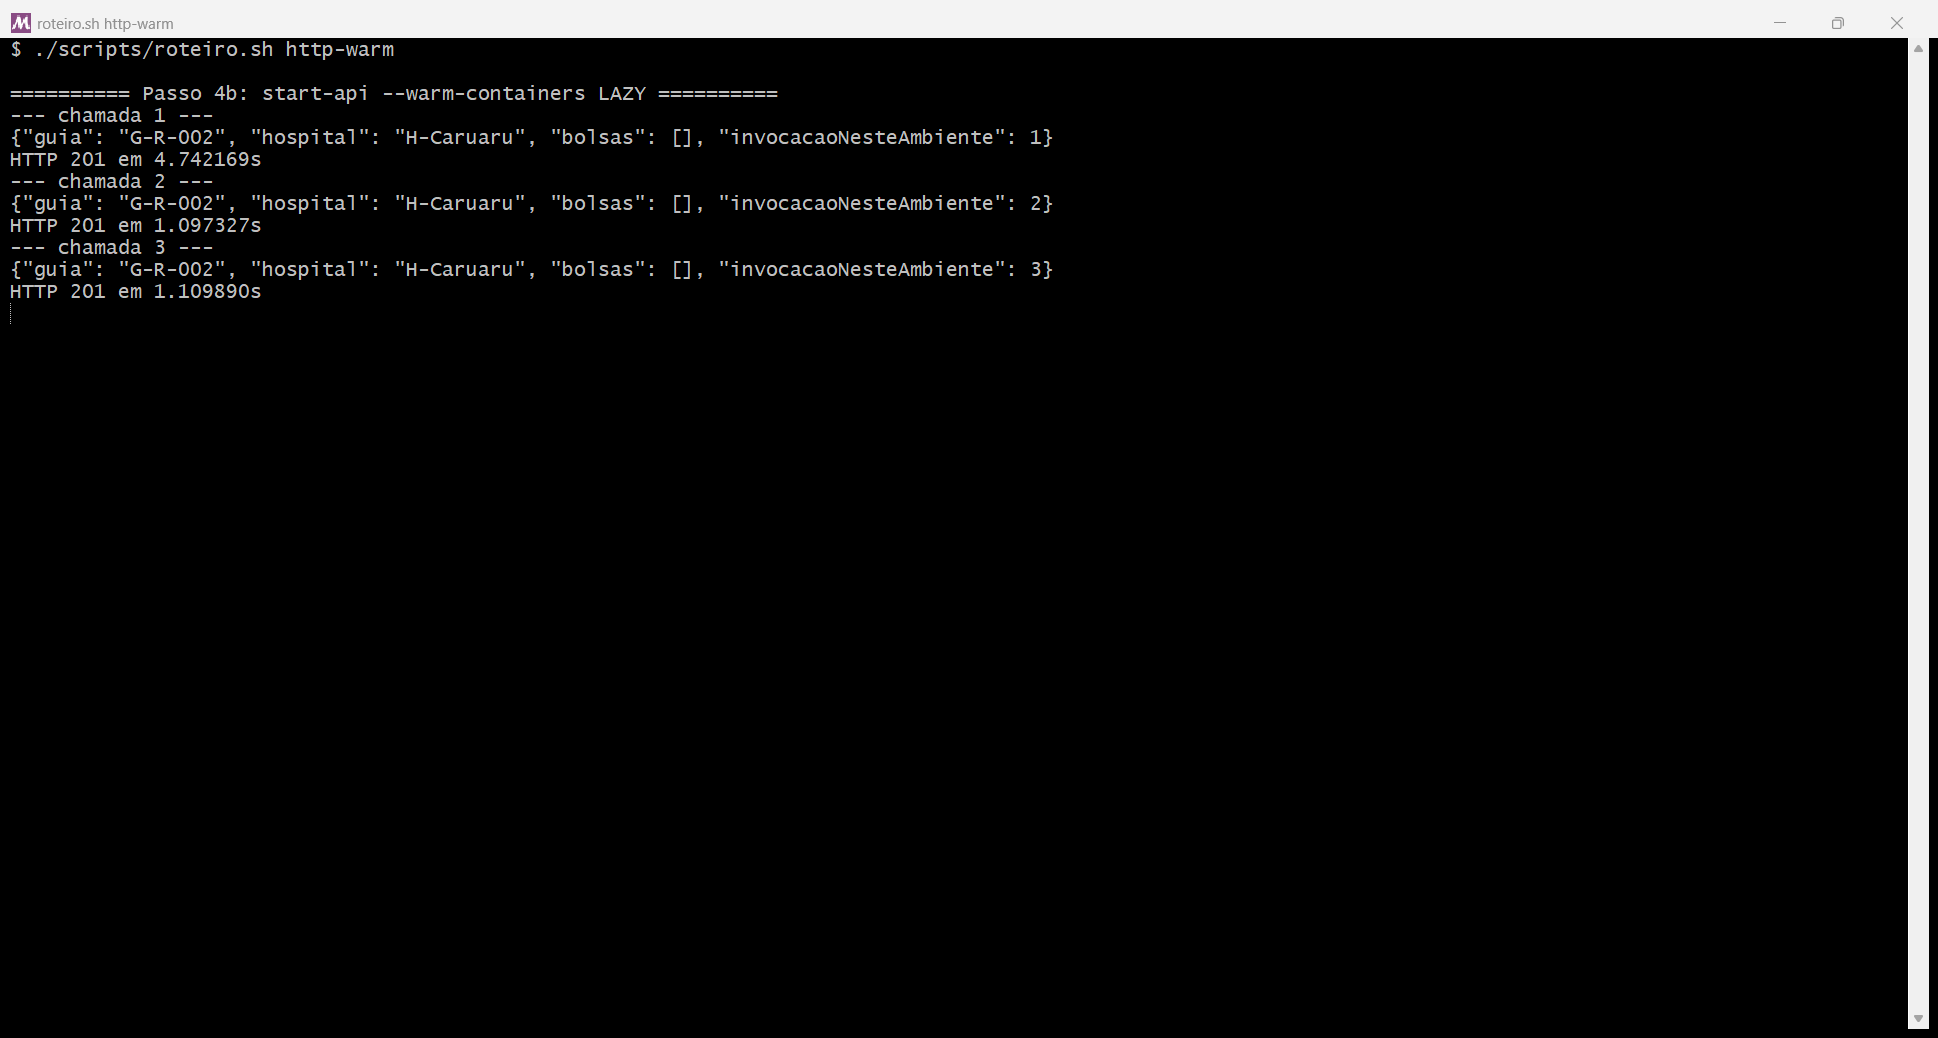 roteiro.sh http-warm
$ ./scripts/roteiro.sh http-warm
========== Passo 4b: start-api --warm-containers LAZY ==========
--- chamada 1 ---
{"guia": "G-R-002", "hospital": "H-Caruaru", "bolsas": [], "invocacaoNesteAmbiente": 1}
HTTP 201 em 4.742169s
--- chamada 2 ---
{"guia": "G-R-002", "hospital": "H-Caruaru", "bolsas": [], "invocacaoNesteAmbiente": 2}
HTTP 201 em 1.097327s
--- chamada 3 ---
{"guia": "G-R-002", "hospital": "H-Caruaru", "bolsas": [], "invocacaoNesteAmbiente": 3}
HTTP 201 em 1.109890s